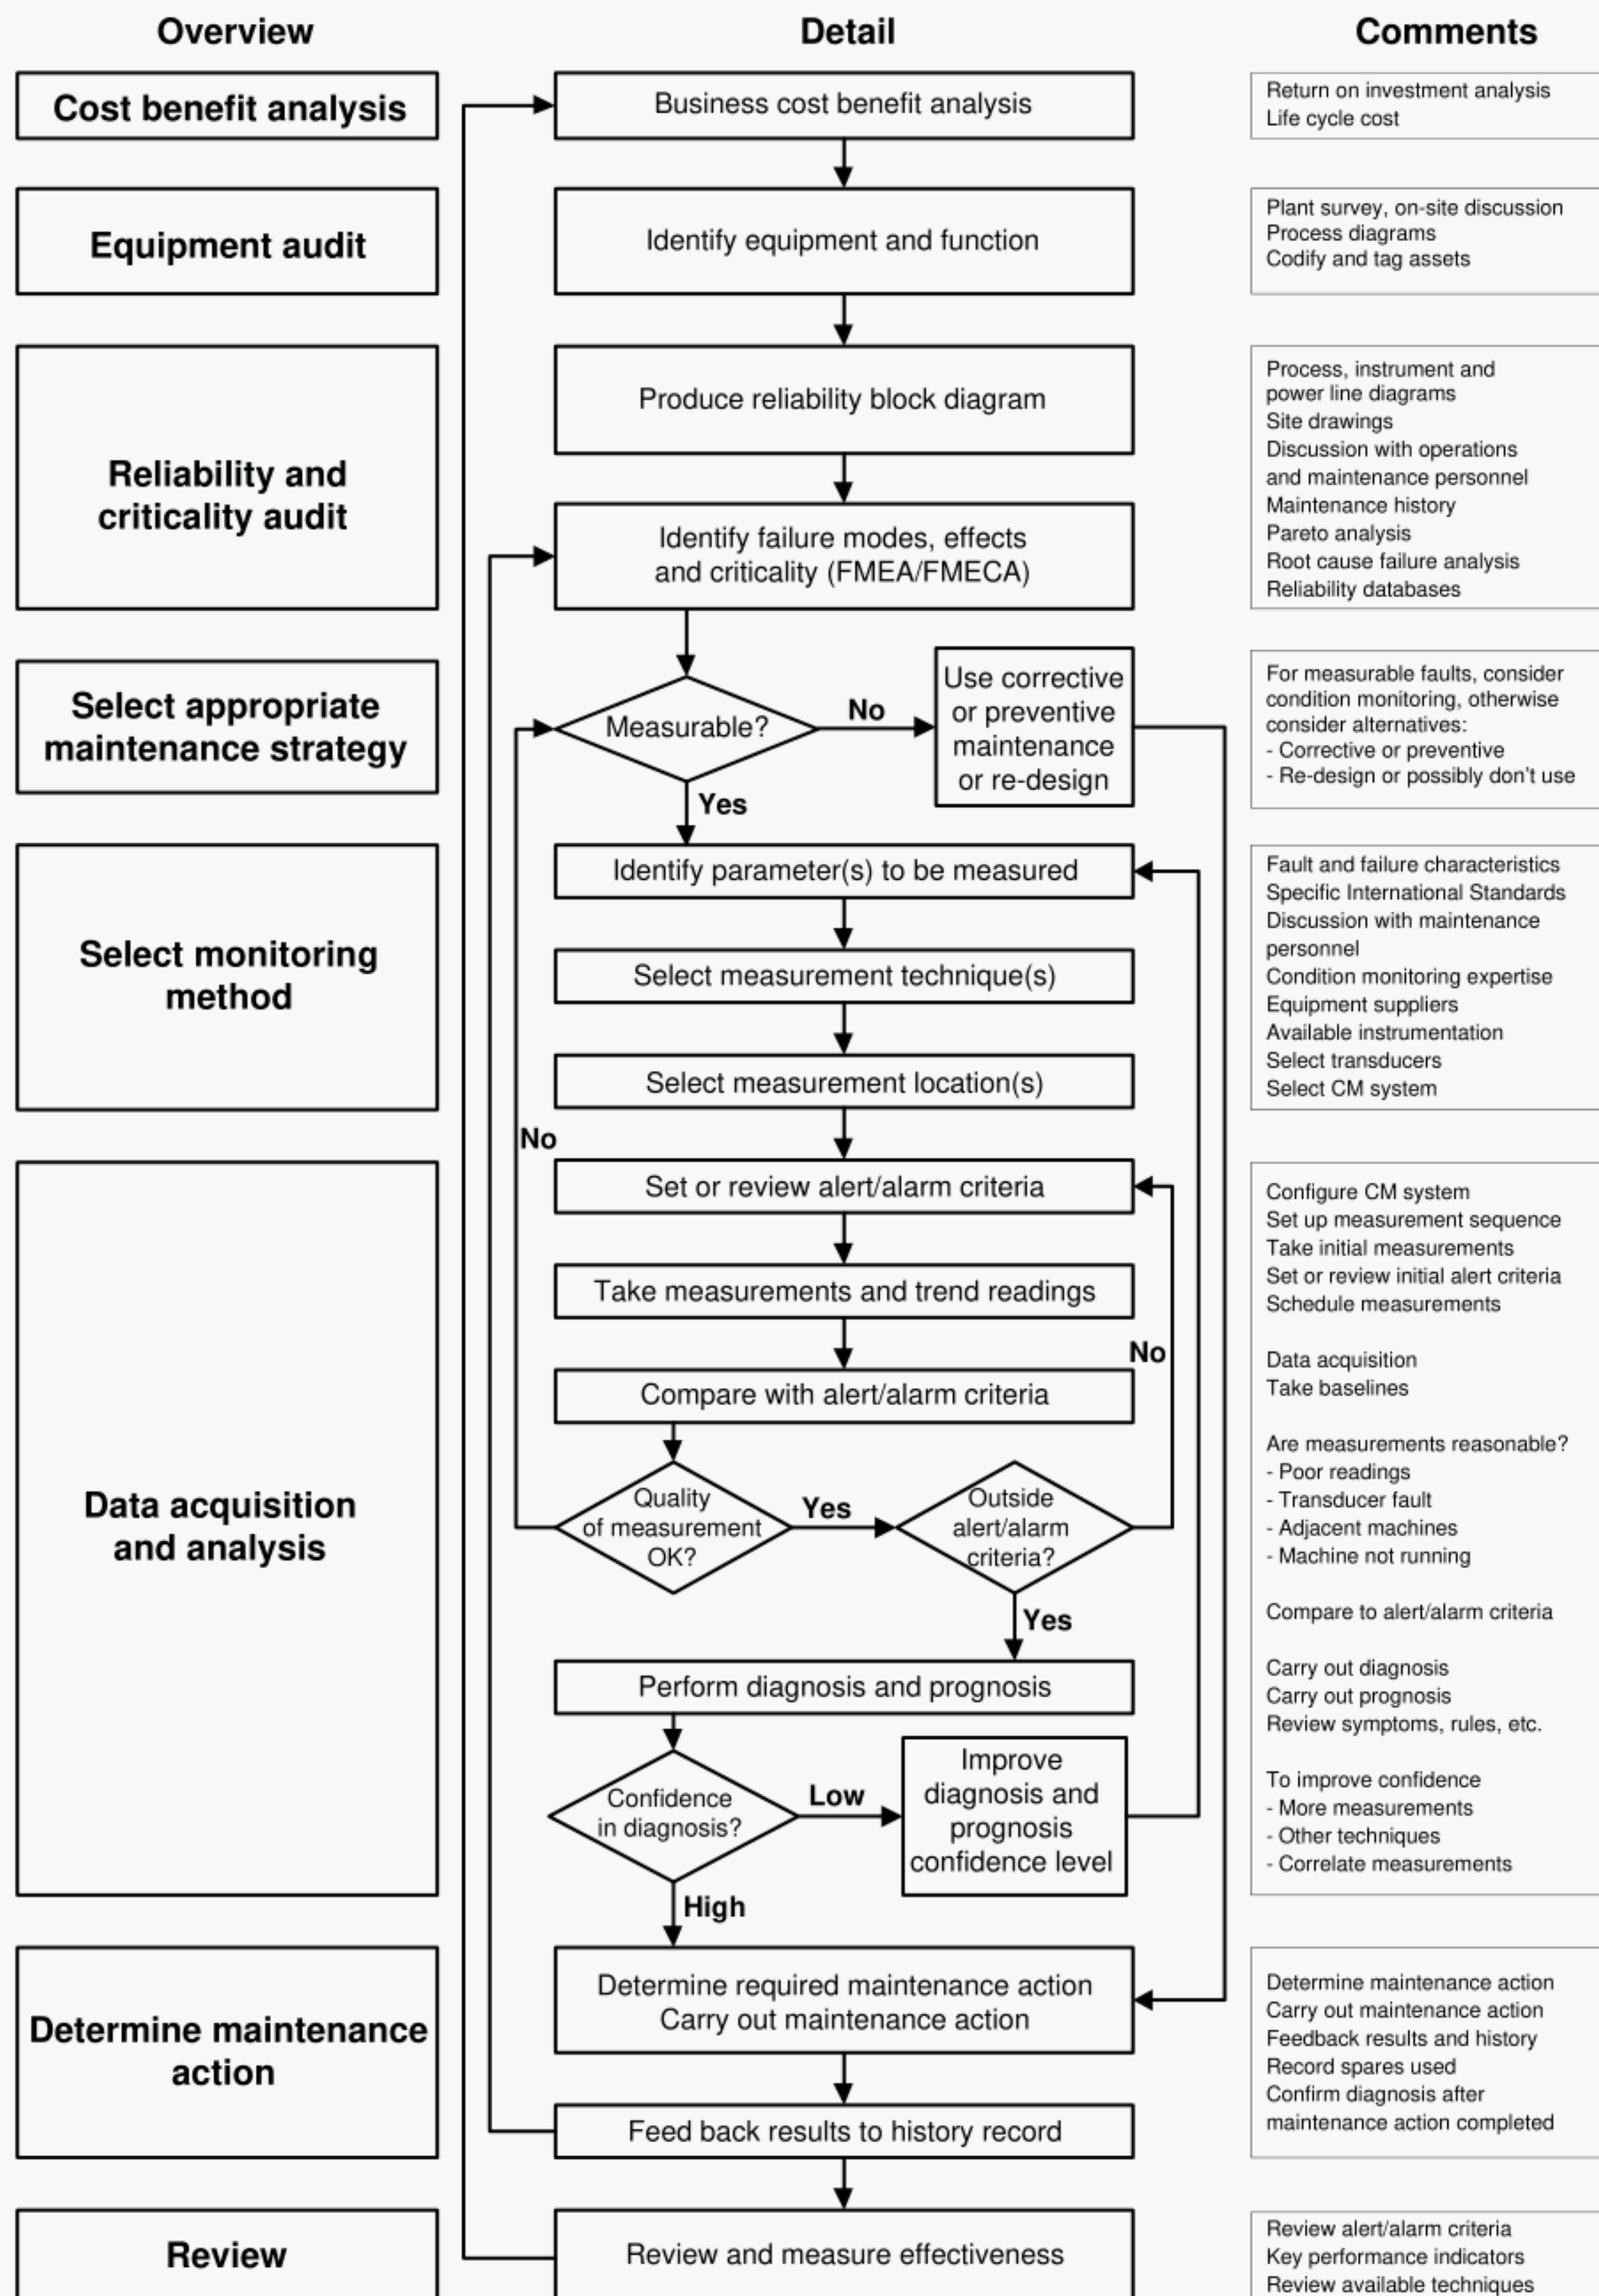 Overview
Detail
Comments
Cost benefit analysis
Business cost benefit analysis
Return on investment analysis
Life cycle cost
Equipment audit
Identify equipment and function
Plant survey, on-site discussion
Process diagrams
Codify and tag assets
Reliability and
criticality audit
Produce reliability block diagram
Identify failure modes, effects
and criticality (FMEA/FMECA)
Process, instrument and
power line diagrams
Site drawings
Discussion with operations
and maintenance personnel
Maintenance history
Pareto analysis
Root cause failure analysis
Reliability databases
Select appropriate
maintenance strategy
Measurable?
No
Use corrective
or preventive
maintenance
or re-design
Yes
For measurable faults, consider
condition monitoring, otherwise
consider alternatives:
- Corrective or preventive
- Re-design or possibly don't use
Select monitoring
method
Identify parameter(s) to be measured
Select measurement technique(s)
Select measurement location(s)
Fault and failure characteristics
Specific International Standards
Discussion with maintenance
personnel
Condition monitoring expertise
Equipment suppliers
Available instrumentation
Select transducers
Select CM system
No
Data acquisition
and analysis
Set or review alert/alarm criteria
Take measurements and trend readings
No
Compare with alert/alarm criteria
Quality
of measurement
OK?
Yes
Outside
alert/alarm
criteria?
Yes
Perform diagnosis and prognosis
Confidence
in diagnosis?
Low
Improve
diagnosis and
prognosis
confidence level
High
Configure CM system
Set up measurement sequence
Take initial measurements
Set or review initial alert criteria
Schedule measurements
Data acquisition
Take baselines
Are measurements reasonable?
- Poor readings
- Transducer fault
- Adjacent machines
- Machine not running
Compare to alert/alarm criteria
Carry out diagnosis
Carry out prognosis
Review symptoms, rules, etc.
To improve confidence
- More measurements
- Other techniques
- Correlate measurements
Determine maintenance
action
Determine required maintenance action
Carry out maintenance action
Feed back results to history record
Determine maintenance action
Carry out maintenance action
Feedback results and history
Record spares used
Confirm diagnosis after
maintenance action completed
Review
Review and measure effectiveness
Review alert/alarm criteria
Key performance indicators
Review available techniques